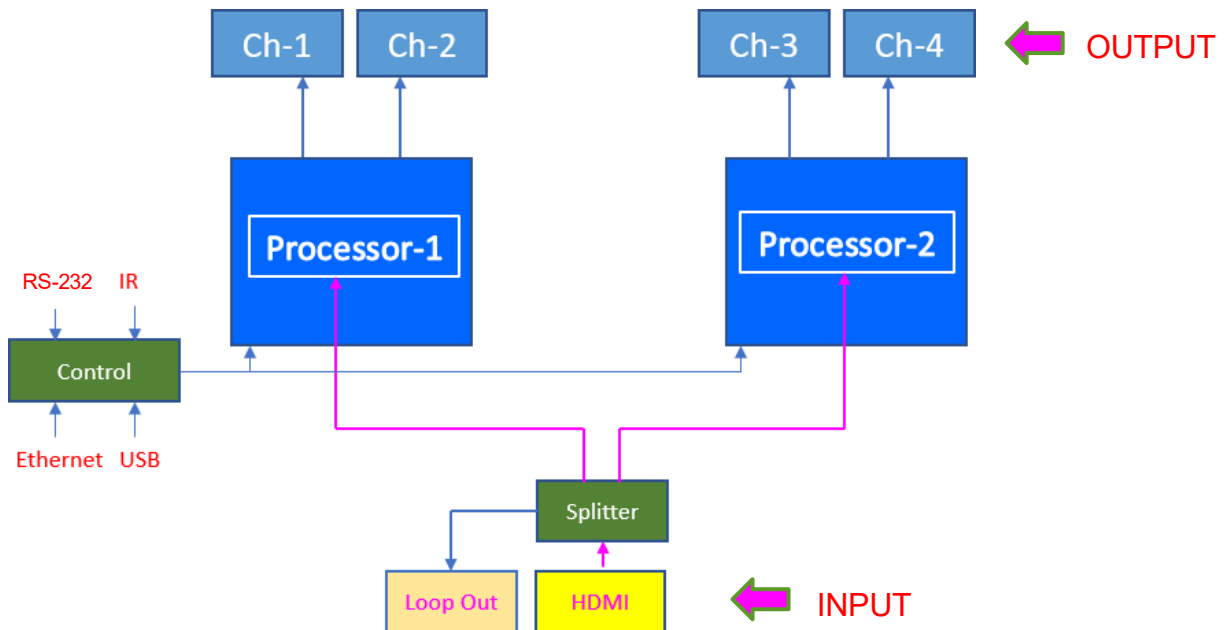 Ch-1
Ch-2
Ch-3
Ch-4
OUTPUT
Processor-1
Processor-2
RS-232
IR
Control
Ethernet
USB
Splitter
Loop Out
HDMI
INPUT